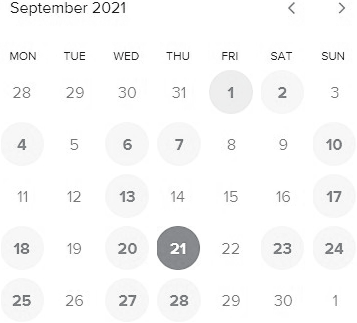 September 2021 < >
MON TUE WED THU FRI SAT SUN
28 29 30 31 1 2 3
4 5 6 7 8 9 10
11 12 13 14 15 16 17
18 19 20 21 22 23 24
25 26 27 28 29 30 1